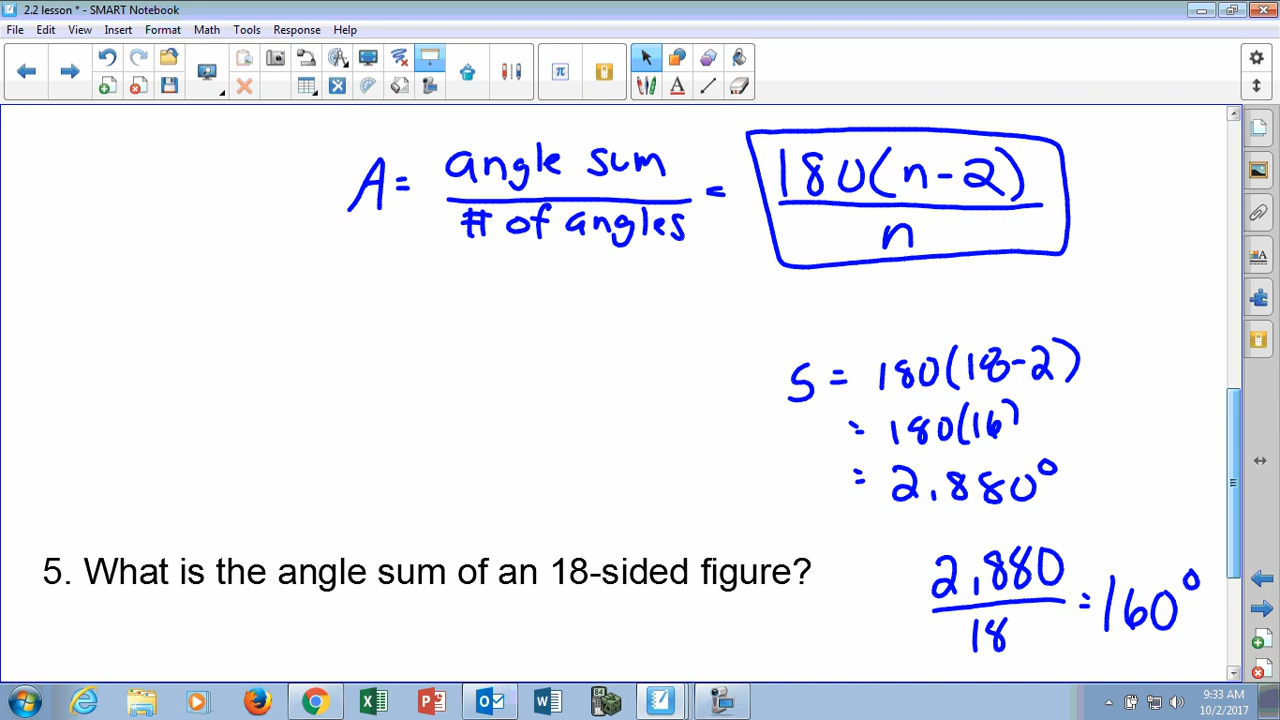 2.2 lesson * - SMART Notebook
File Edit View Insert Format Math Tools Response Help
A = angle sum / # of angles = 180(n-2) / n
S = 180(18-2)
= 180(16)
= 2,880°
5. What is the angle sum of an 18-sided figure?
2,880 / 18 = 160°
9:33 AM
10/2/2017